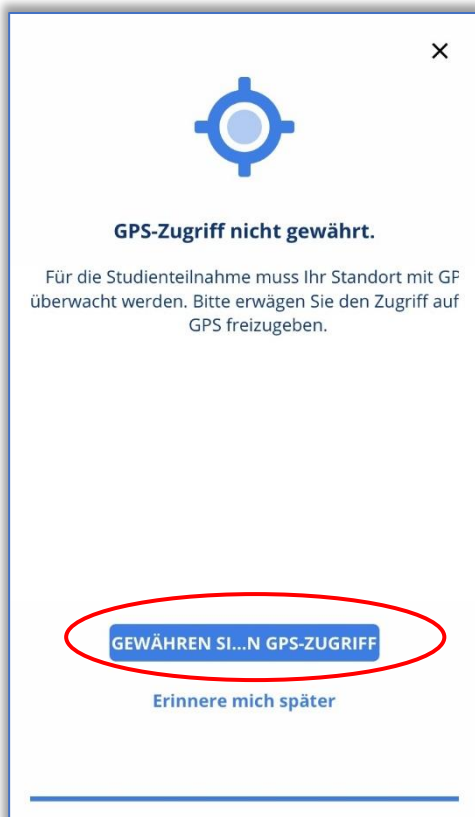 GPS-Zugriff nicht gewährt.
Für die Studienteilnahme muss Ihr Standort mit GP
überwacht werden. Bitte erwägen Sie den Zugriff auf
GPS freizugeben.
GEWÄHREN SI...N GPS-ZUGRIFF
Erinnere mich später